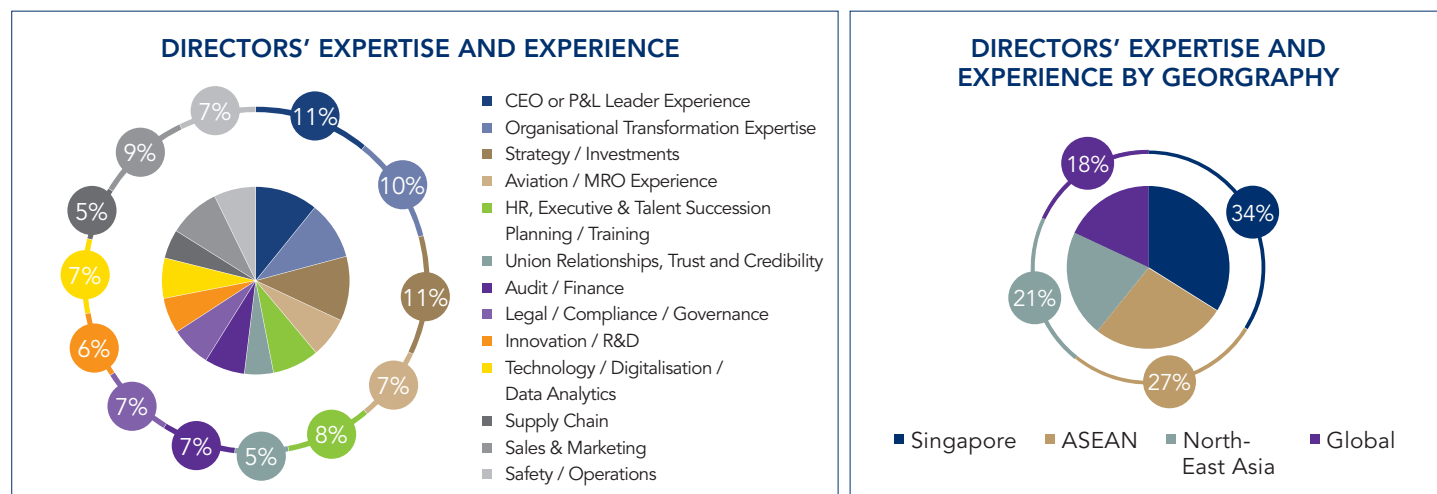 DIRECTORS’ EXPERTISE AND EXPERIENCE
7%
11%
9%
10%
5%
7%
11%
6%
7%
7%
8%
7%
5%
CEO or P&L Leader Experience
Organisational Transformation Expertise
Strategy / Investments
Aviation / MRO Experience
HR, Executive & Talent Succession
Planning / Training
Union Relationships, Trust and Credibility
Audit / Finance
Legal / Compliance / Governance
Innovation / R&D
Technology / Digitalisation /
Data Analytics
Supply Chain
Sales & Marketing
Safety / Operations
DIRECTORS’ EXPERTISE AND
EXPERIENCE BY GEORGRAPHY
18%
34%
21%
27%
Singapore
ASEAN
North-
East Asia
Global